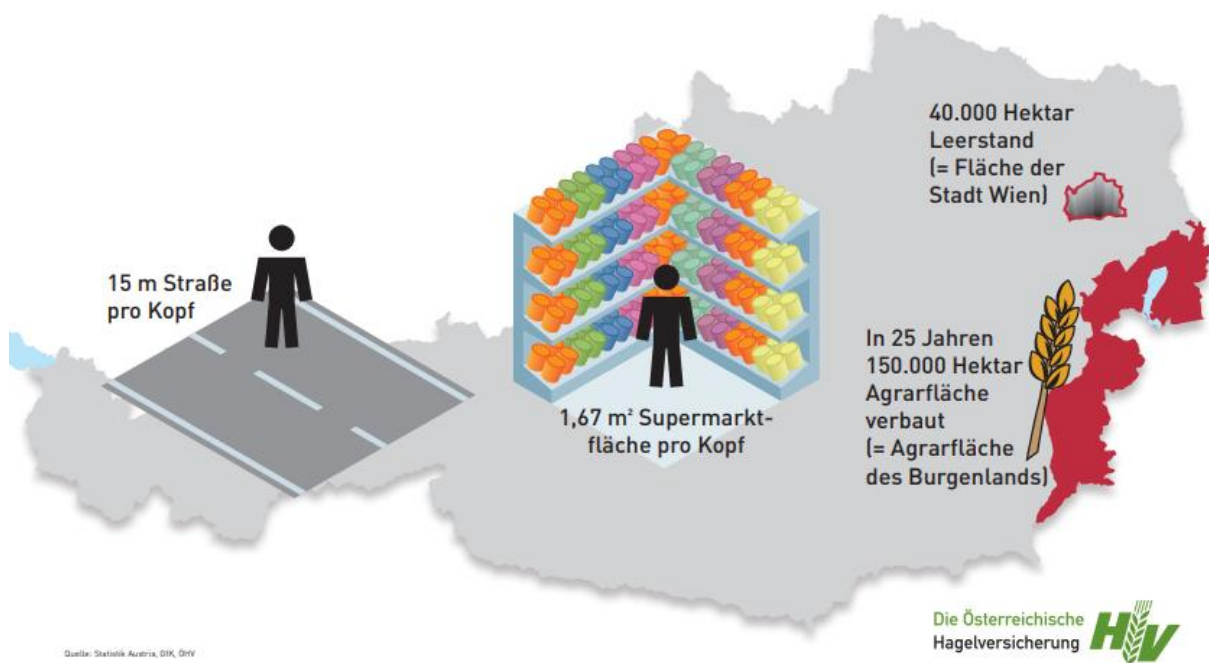 40.000 Hektar
Leerstand
(= Fläche der
Stadt Wien)
15 m Straße
pro Kopf
In 25 Jahren
150.000 Hektar
Agrarfläche
verbaut
(= Agrarfläche
des Burgenlands)
1,67 m² Supermarkt-
fläche pro Kopf
Die Österreichische
Hagelversicherung
HV
Quelle: Statistik Austria, DIK, ÖHV